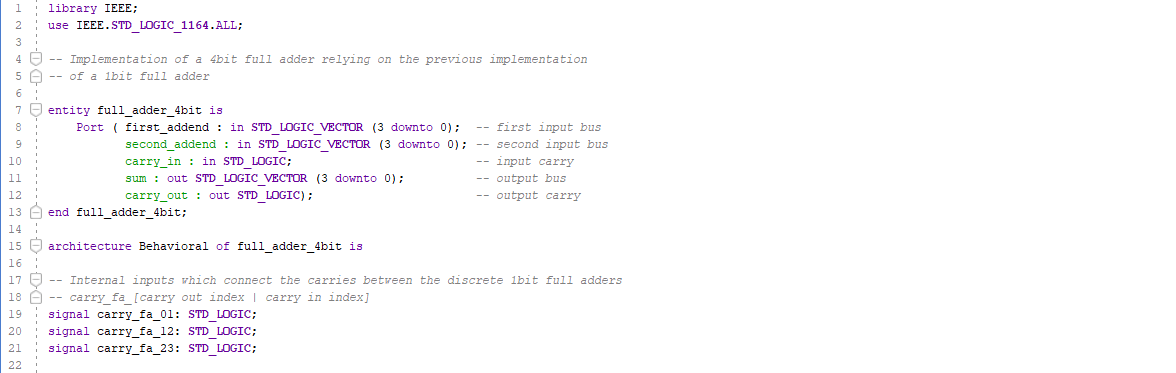 1 library IEEE;
2 use IEEE.STD_LOGIC_1164.ALL;
3
4 -- Implementation of a 4bit full adder relying on the previous implementation
5 -- of a 1bit full adder
6
7 entity full_adder_4bit is
8 Port ( first_addend : in STD_LOGIC_VECTOR (3 downto 0); -- first input bus
9 second_addend : in STD_LOGIC_VECTOR (3 downto 0); -- second input bus
10 carry_in : in STD_LOGIC; -- input carry
11 sum : out STD_LOGIC_VECTOR (3 downto 0); -- output bus
12 carry_out : out STD_LOGIC); -- output carry
13 end full_adder_4bit;
14
15 architecture Behavioral of full_adder_4bit is
16
17 -- Internal inputs which connect the carries between the discrete 1bit full adders
18 -- carry_fa_[carry out index | carry in index]
19 signal carry_fa_01: STD_LOGIC;
20 signal carry_fa_12: STD_LOGIC;
21 signal carry_fa_23: STD_LOGIC;
22